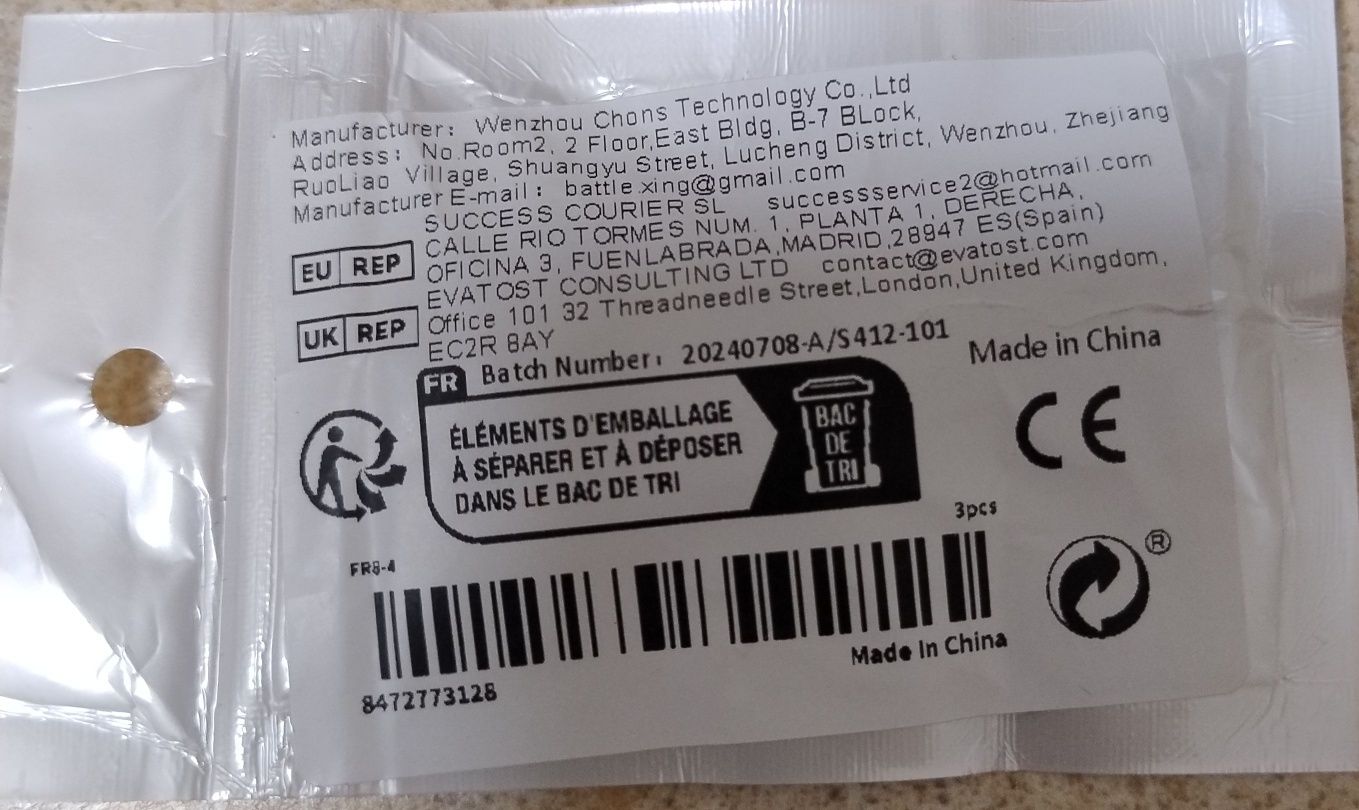 Manufacturer: Wenzhou Chons Technology Co.,Ltd
Address: No.Room2, 2 Floor,East Bldg, B-7 BLock,
RuoLiao Village, Shuangyu Street, Lucheng District, Wenzhou, Zhejiang
Manufacturer E-mail: battle.xing@gmail.com
EU REP
SUCCESS COURIER SL successservice2@hotmail.com
CALLE RIO TORMES NUM. 1, PLANTA 1, DERECHA,
OFICINA 3, FUENLABRADA,MADRID,28947 ES(Spain)
UK REP
EVATOST CONSULTING LTD contact@evatost.com
Office 101 32 Threadneedle Street,London,United Kingdom,
EC2R 8AY
Batch Number: 20240708-A/S412-101
Made in China
FR
ÉLÉMENTS D'EMBALLAGE
À SÉPARER ET À DÉPOSER
DANS LE BAC DE TRI
BAC
DE
TRI
CE
3pcs
FR8-4
®
Made In China
8472773128